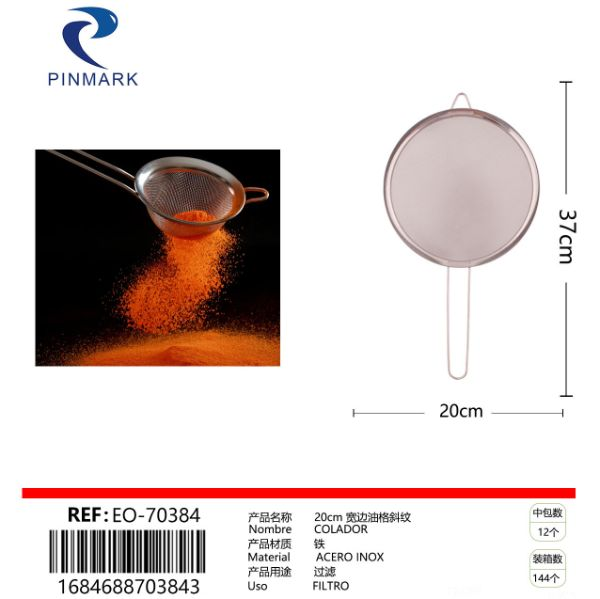 PINMARK
37cm
20cm
REF: EO-70384
1684688703843
产品名称 20cm 宽边油格斜纹
Nombre COLADOR
产品材质 铁
Material ACERO INOX
产品用途 过滤
Uso FILTRO
中包数
12个
装箱数
144个